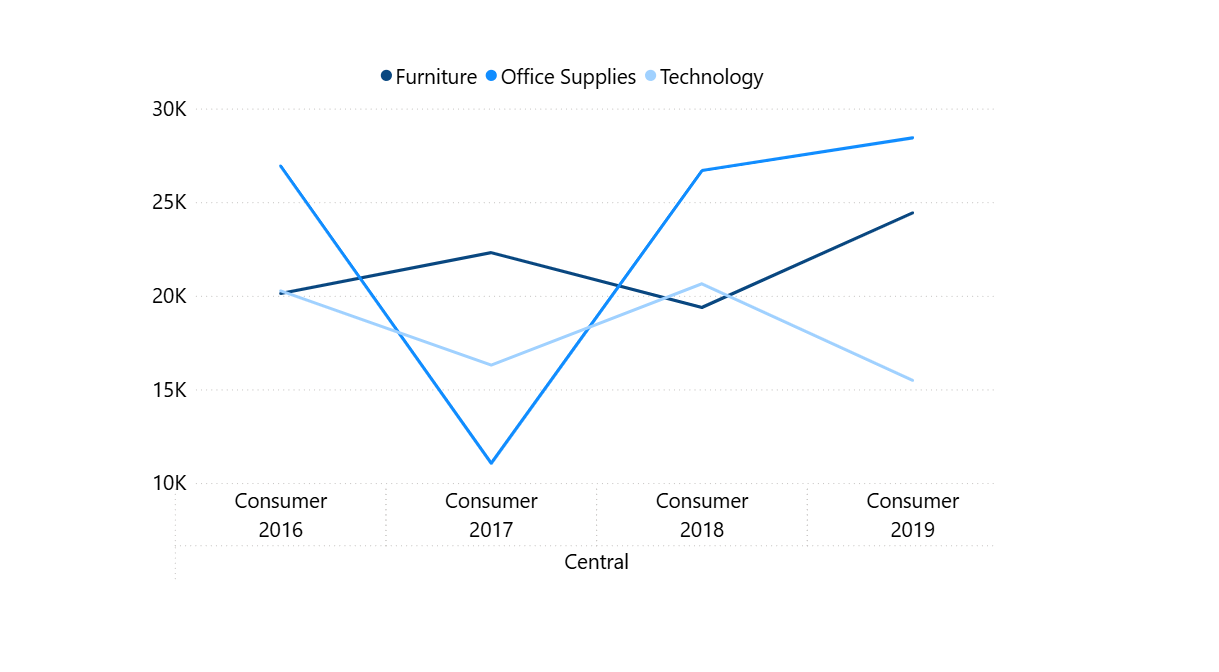 Furniture Office Supplies Technology
30K
25K
20K
15K
10K
Consumer Consumer Consumer Consumer
2016 2017 2018 2019
Central